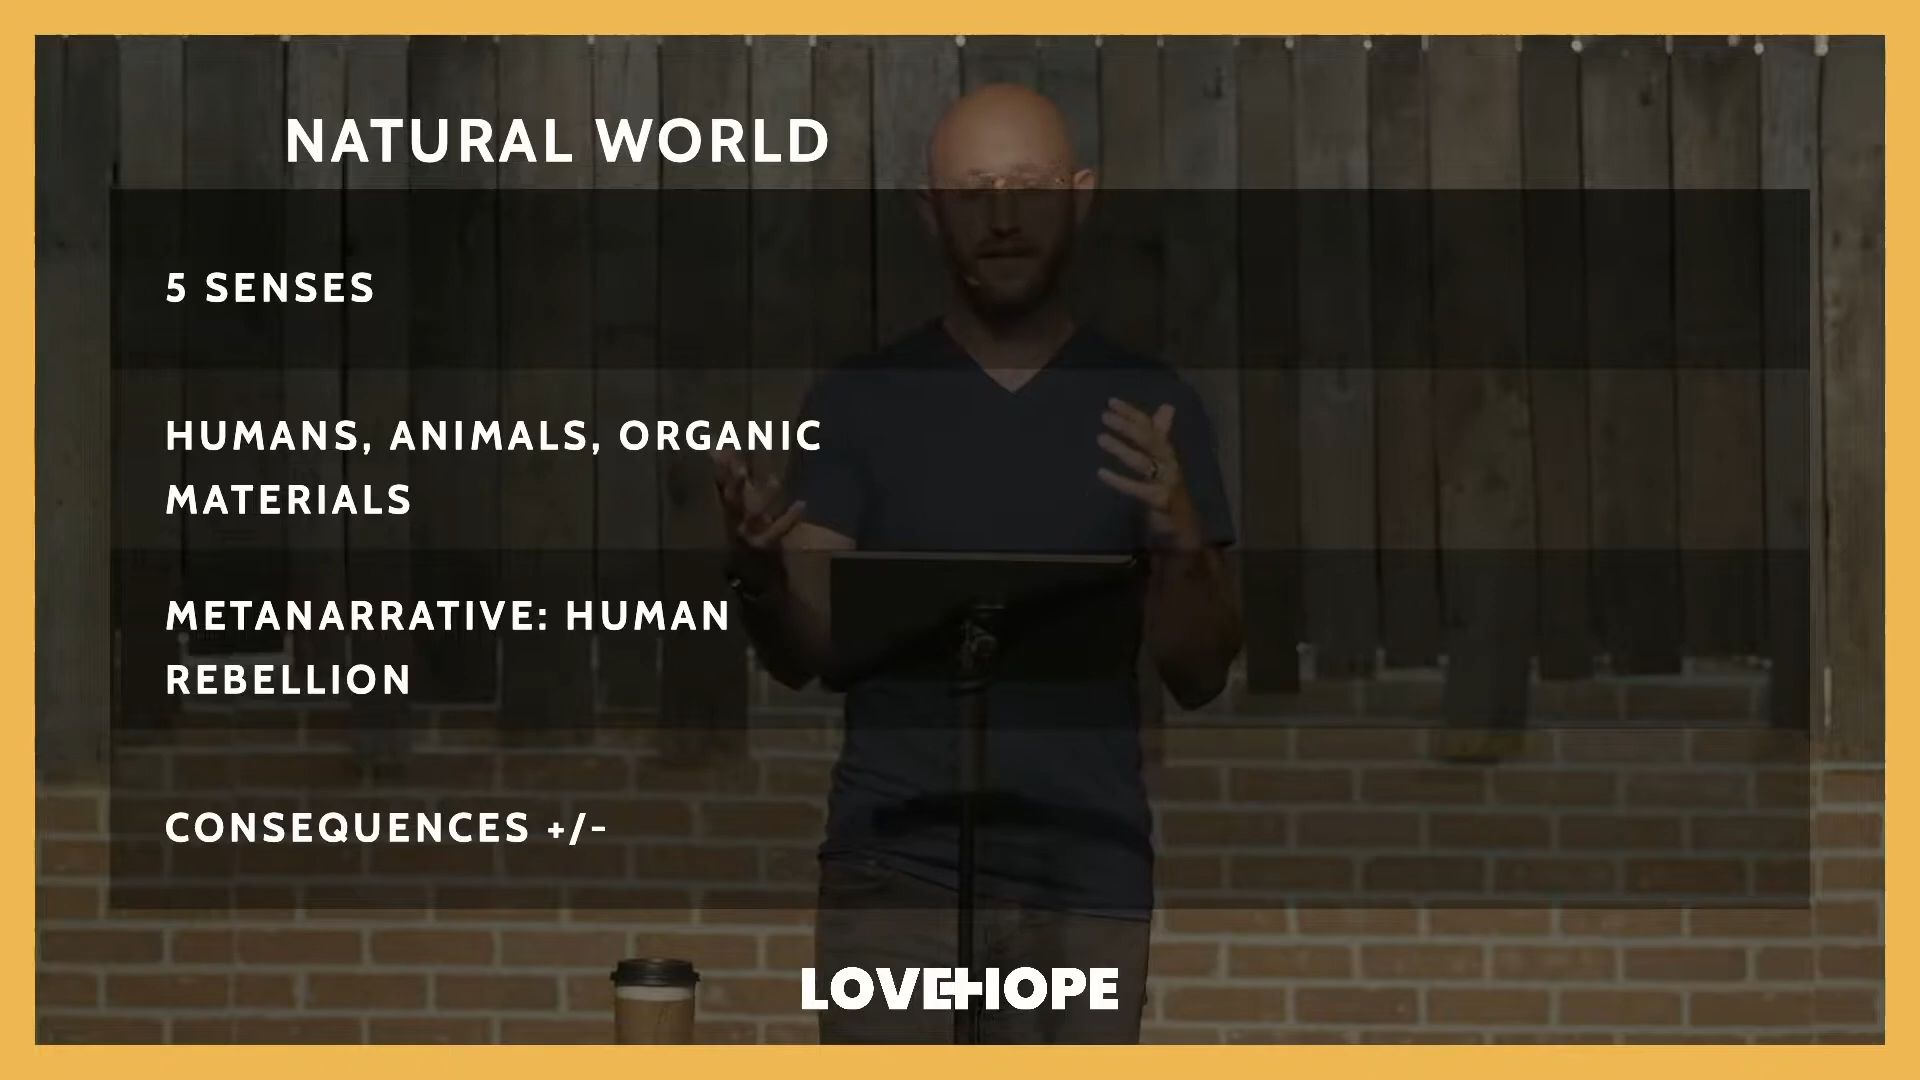 NATURAL WORLD
5 SENSES
HUMANS, ANIMALS, ORGANIC
MATERIALS
METANARRATIVE: HUMAN
REBELLION
CONSEQUENCES +/-
LOVE+HOPE